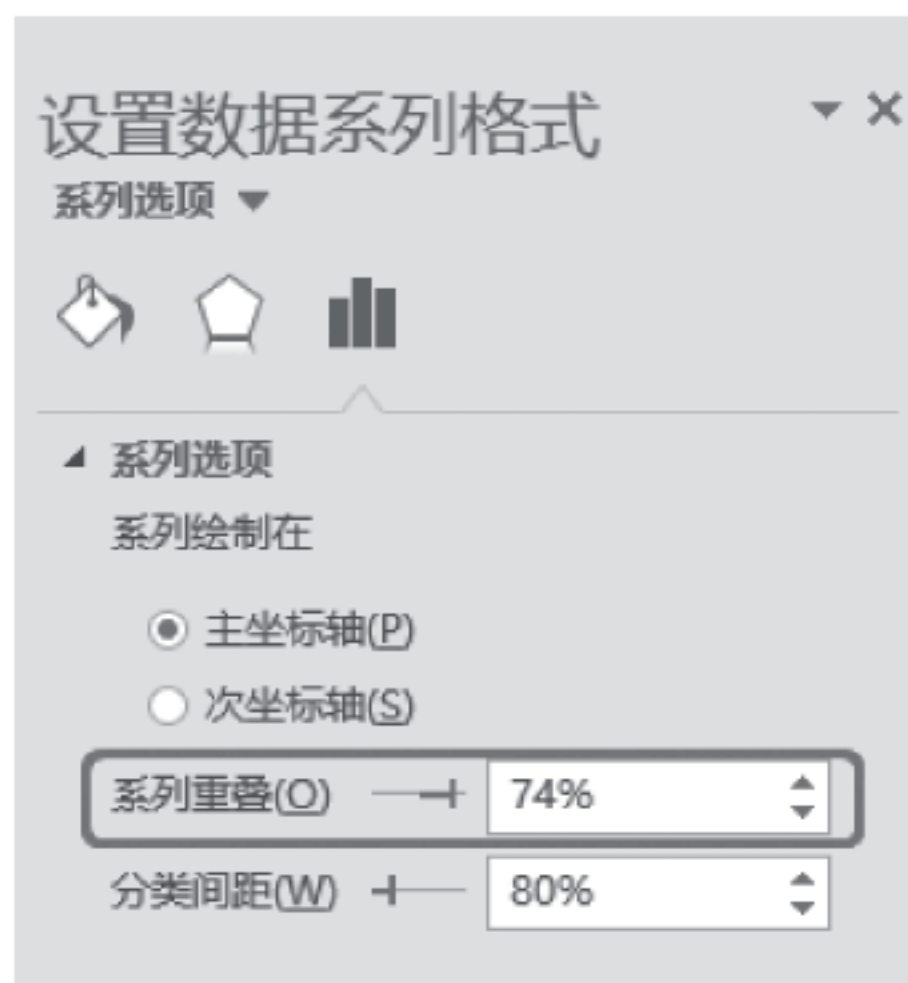 设置数据系列格式
系列选项
系列选项
系列绘制在
主坐标轴(P)
次坐标轴(S)
系列重叠(O) 74%
分类间距(W) 80%